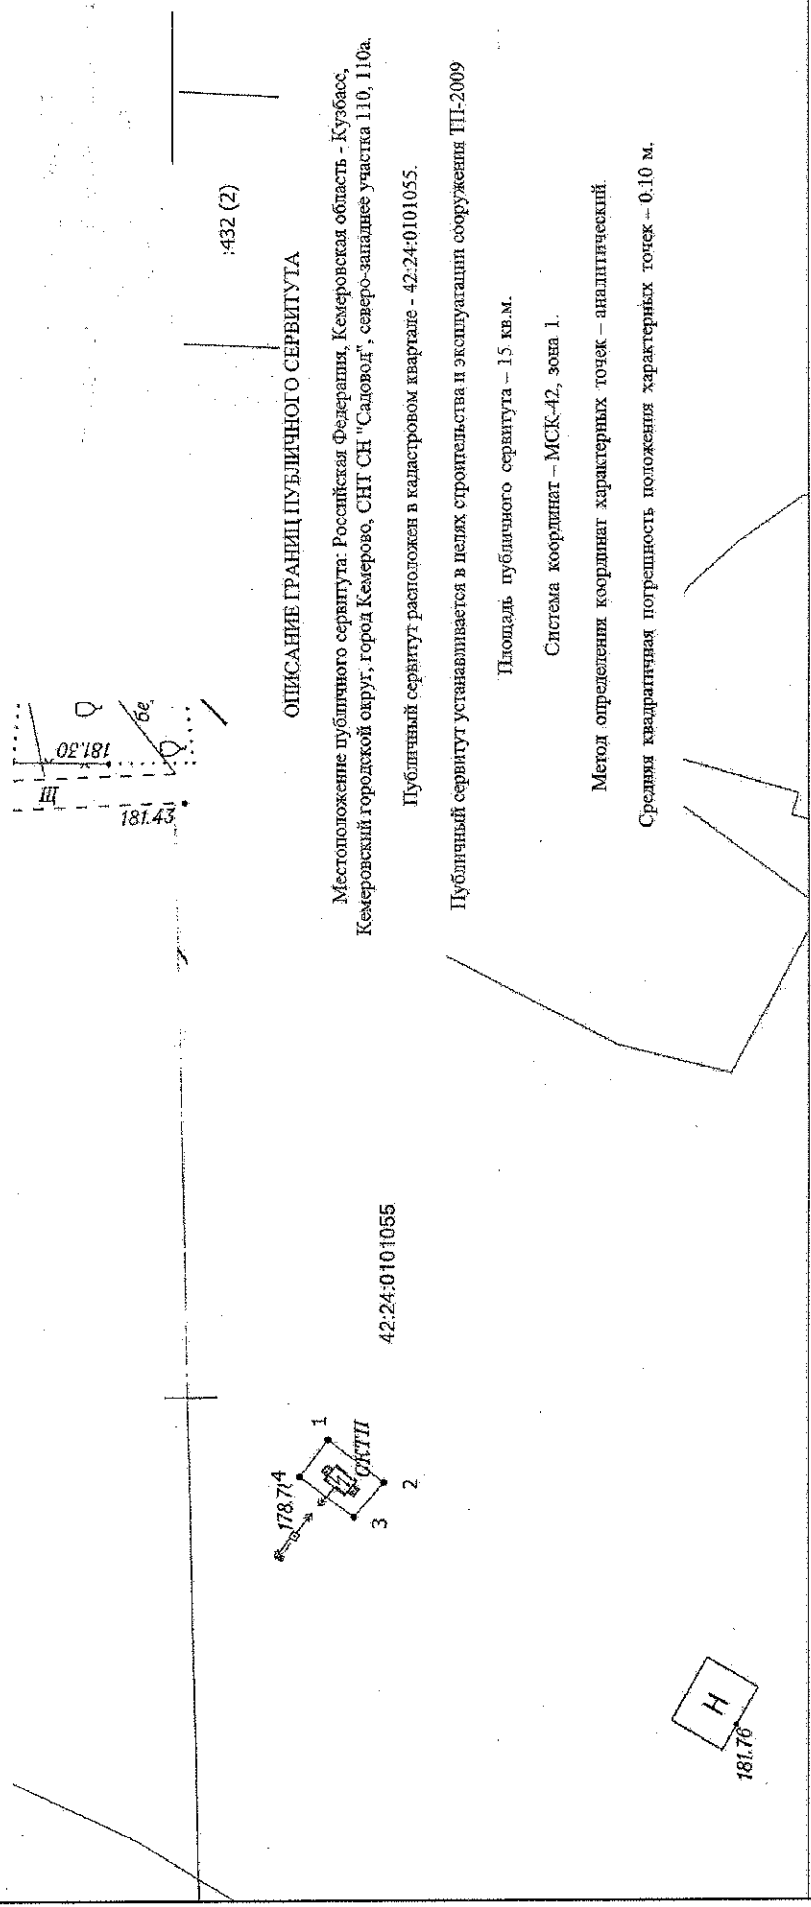 :432 (2)
181.30
Ш
бе
181.43
ОПИСАНИЕ ГРАНИЦ ПУБЛИЧНОГО СЕРВИТУТА
Местоположение публичного сервитута: Российская Федерация, Кемеровская область - Кузбасс,
Кемеровский городской округ, город Кемерово, СНТ СН "Садовод", северо-западнее участка 110, 110а.
Публичный сервитут расположен в кадастровом квартале - 42:24:0101055.
Публичный сервитут устанавливается в целях строительства и эксплуатации сооружения ТП-2009
Площадь публичного сервитута – 15 кв.м.
Система координат – МСК-42, зона 1.
Метод определения координат характерных точек – аналитический.
Средняя квадратичная погрешность положения характерных точек – 0.10 м.
42:24:0101055
4
1
СКТП
3
2
Н
181.76